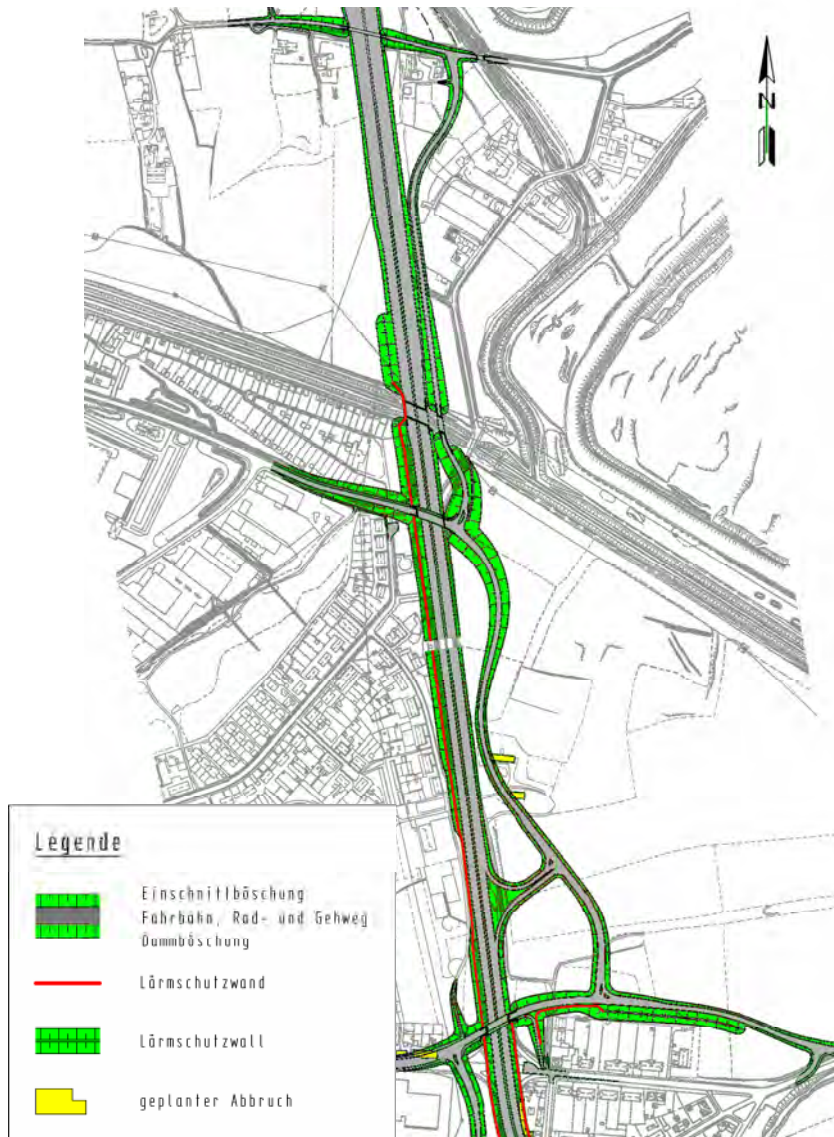 N
Legende
Einschnittböschung
Fahrbahn, Rad- und Gehweg
Dammböschung
Lärmschutzwand
Lärmschutzwall
geplanter Abbruch